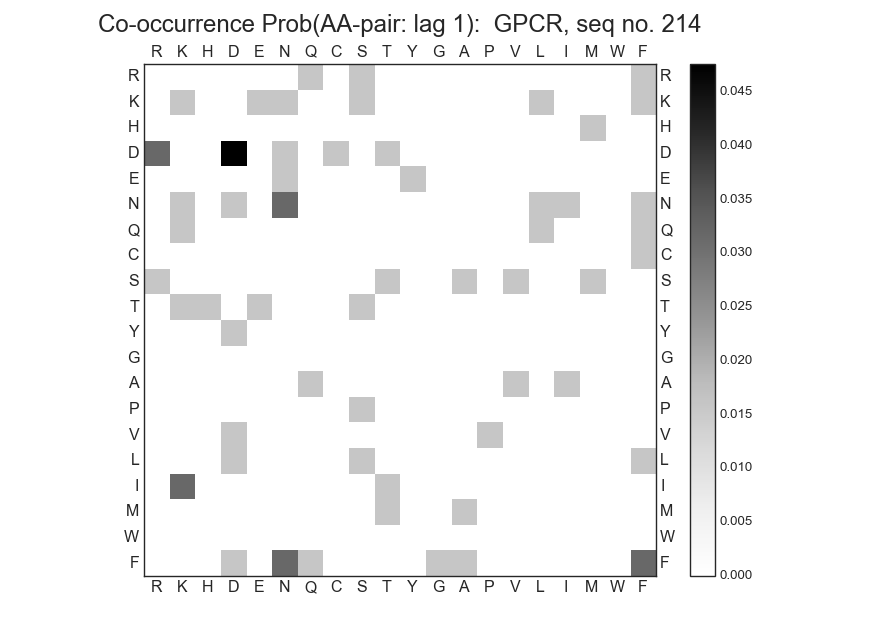 Co-occurrence Prob(AA-pair: lag 1):  GPCR, seq no. 214
R K H D E N Q C S T Y G A P V L I M W F
R R
K K
H H
D D
E E
N N
Q Q
C C
S S
T T
Y Y
G G
A A
P P
V V
L L
I I
M M
W W
F F
R K H D E N Q C S T Y G A P V L I M W F
0.045
0.040
0.035
0.030
0.025
0.020
0.015
0.010
0.005
0.000